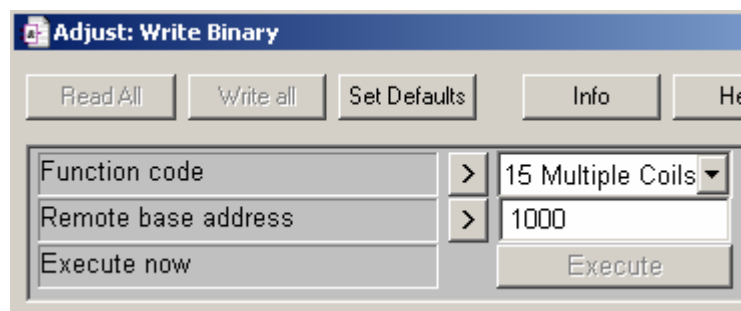 Adjust: Write Binary
Read All Write all Set Defaults Info He
Function code > 15 Multiple Coils
Remote base address > 1000
Execute now Execute